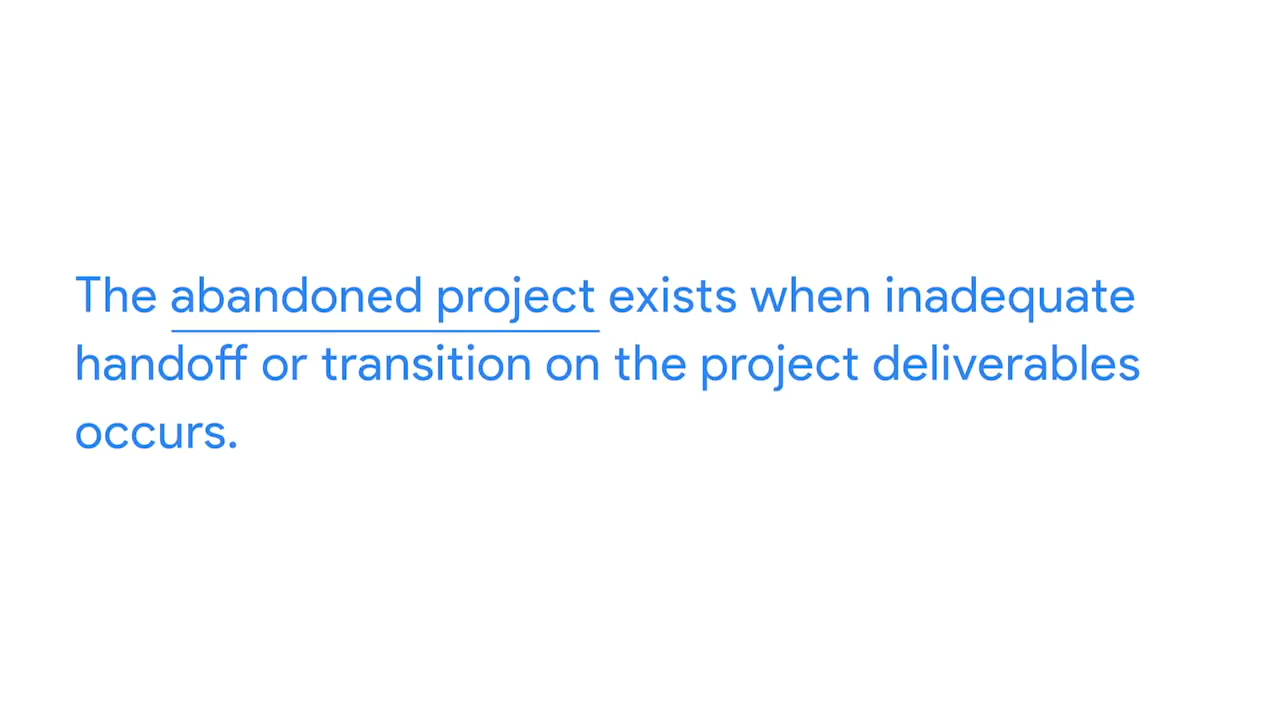 The abandoned project exists when inadequate
handoff or transition on the project deliverables
occurs.